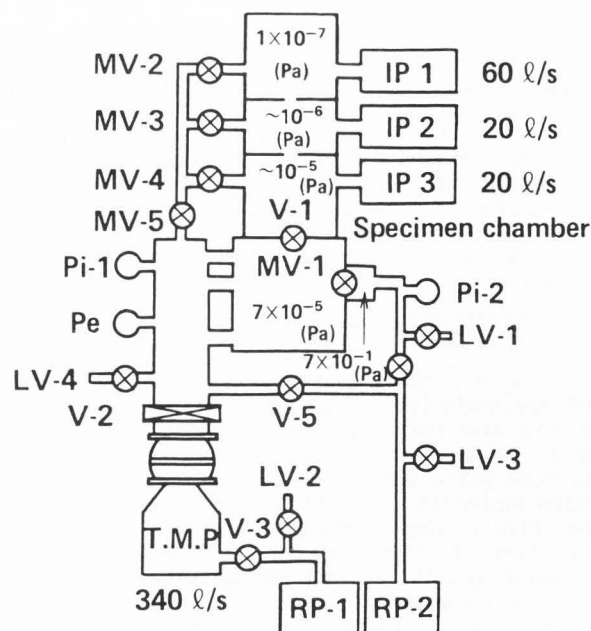 MV-2
1×10⁻⁷
(Pa)
IP 1
60 ℓ/s
MV-3
~10⁻⁶
(Pa)
IP 2
20 ℓ/s
MV-4
~10⁻⁵
(Pa)
IP 3
20 ℓ/s
MV-5
V-1
Specimen chamber
Pi-1
MV-1
Pi-2
Pe
7×10⁻⁵
(Pa)
7×10⁻¹
(Pa)
LV-1
LV-4
V-2
V-5
LV-2
LV-3
T.M.P
V-3
340 ℓ/s
RP-1
RP-2